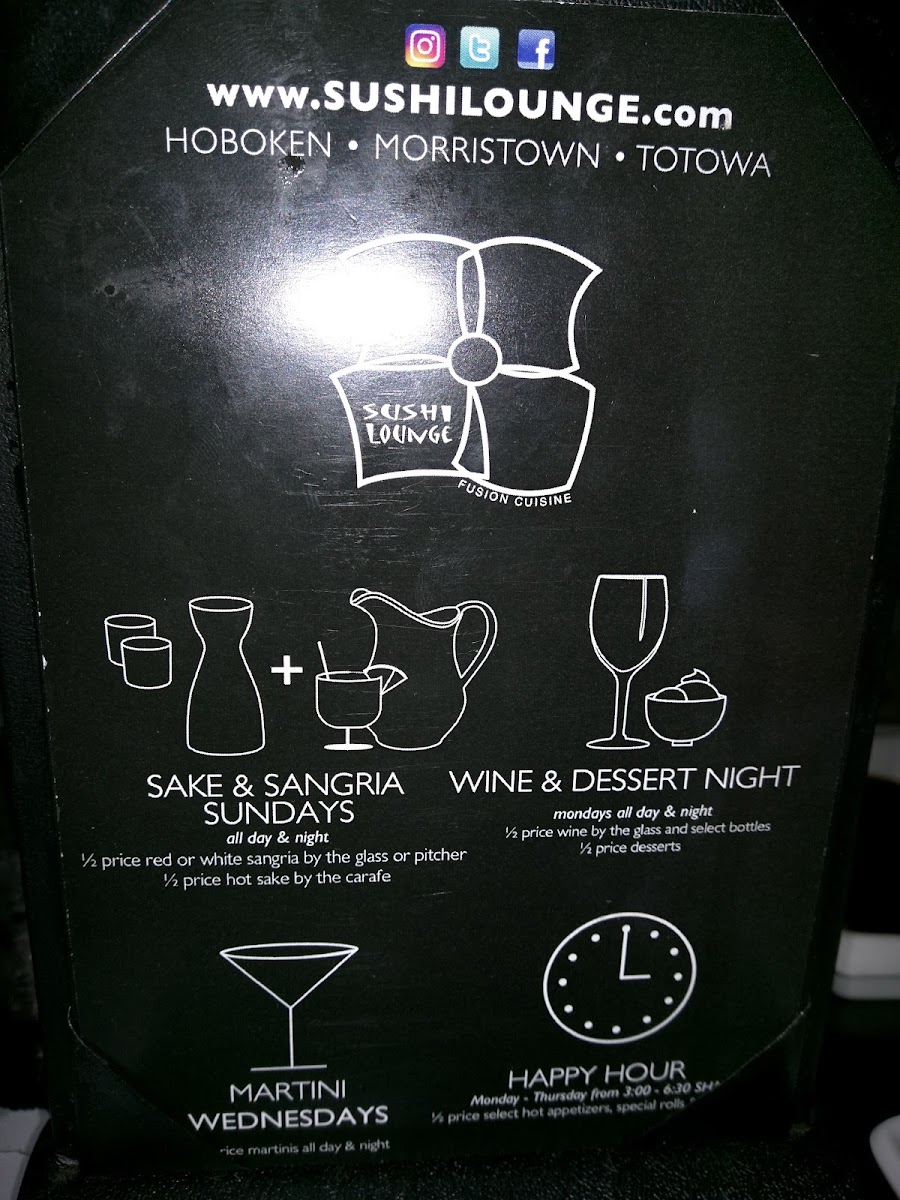 www.SUSHILOUNGE.com
HOBOKEN • MORRISTOWN • TOTOWA
SUSHI
LOUNGE
FUSION CUISINE
SAKE & SANGRIA
SUNDAYS
all day & night
½ price red or white sangria by the glass or pitcher
½ price hot sake by the carafe
WINE & DESSERT NIGHT
mondays all day & night
½ price wine by the glass and select bottles
½ price desserts
MARTINI
WEDNESDAYS
martinis all day & night
HAPPY HOUR
Monday - Thursday from 3:00 - 6:30
½ price select hot appetizers, special rolls